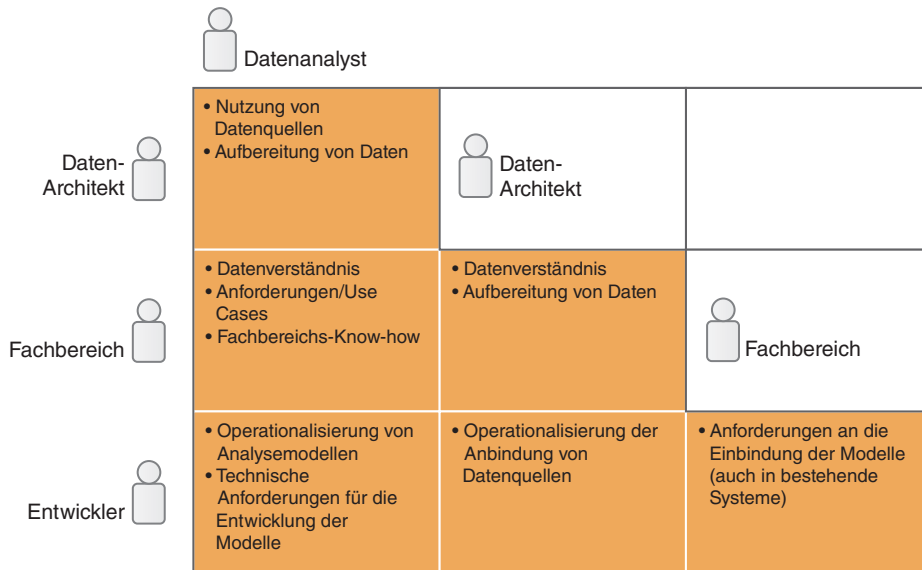 Datenanalyst
Daten-
Architekt
• Nutzung von
Datenquellen
• Aufbereitung von Daten
Daten-
Architekt
Fachbereich
• Datenverständnis
• Anforderungen/Use
Cases
• Fachbereichs-Know-how
• Datenverständnis
• Aufbereitung von Daten
Fachbereich
Entwickler
• Operationalisierung von
Analysemodellen
• Technische
Anforderungen für die
Entwicklung der
Modelle
• Operationalisierung der
Anbindung von
Datenquellen
• Anforderungen an die
Einbindung der Modelle
(auch in bestehende
Systeme)